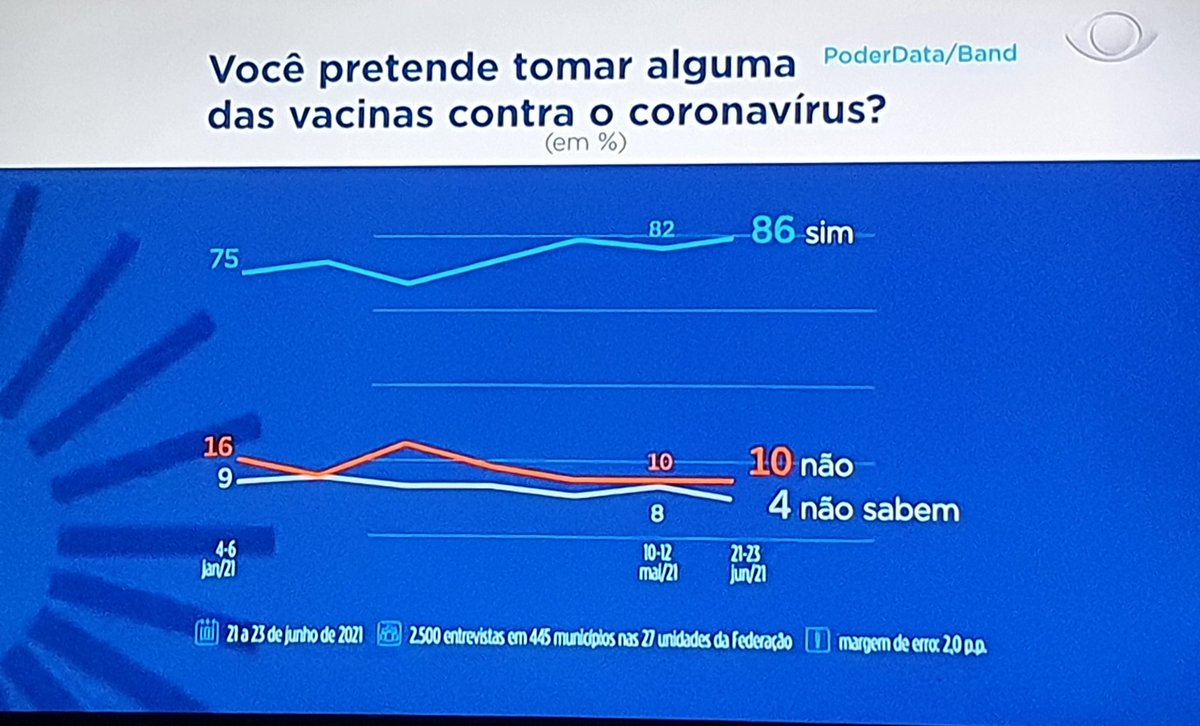 Você pretende tomar alguma
das vacinas contra o coronavírus?
PoderData/Band
(em %)
75
82
86 sim
16
10
10 não
9
8
4 não sabem
4-6
jan/21
10-12
mai/21
21-23
jun/21
21 a 23 de junho de 2021
2.500 entrevistas em 445 municípios nas 27 unidades da Federação
margem de erro: 2,0 p.p.